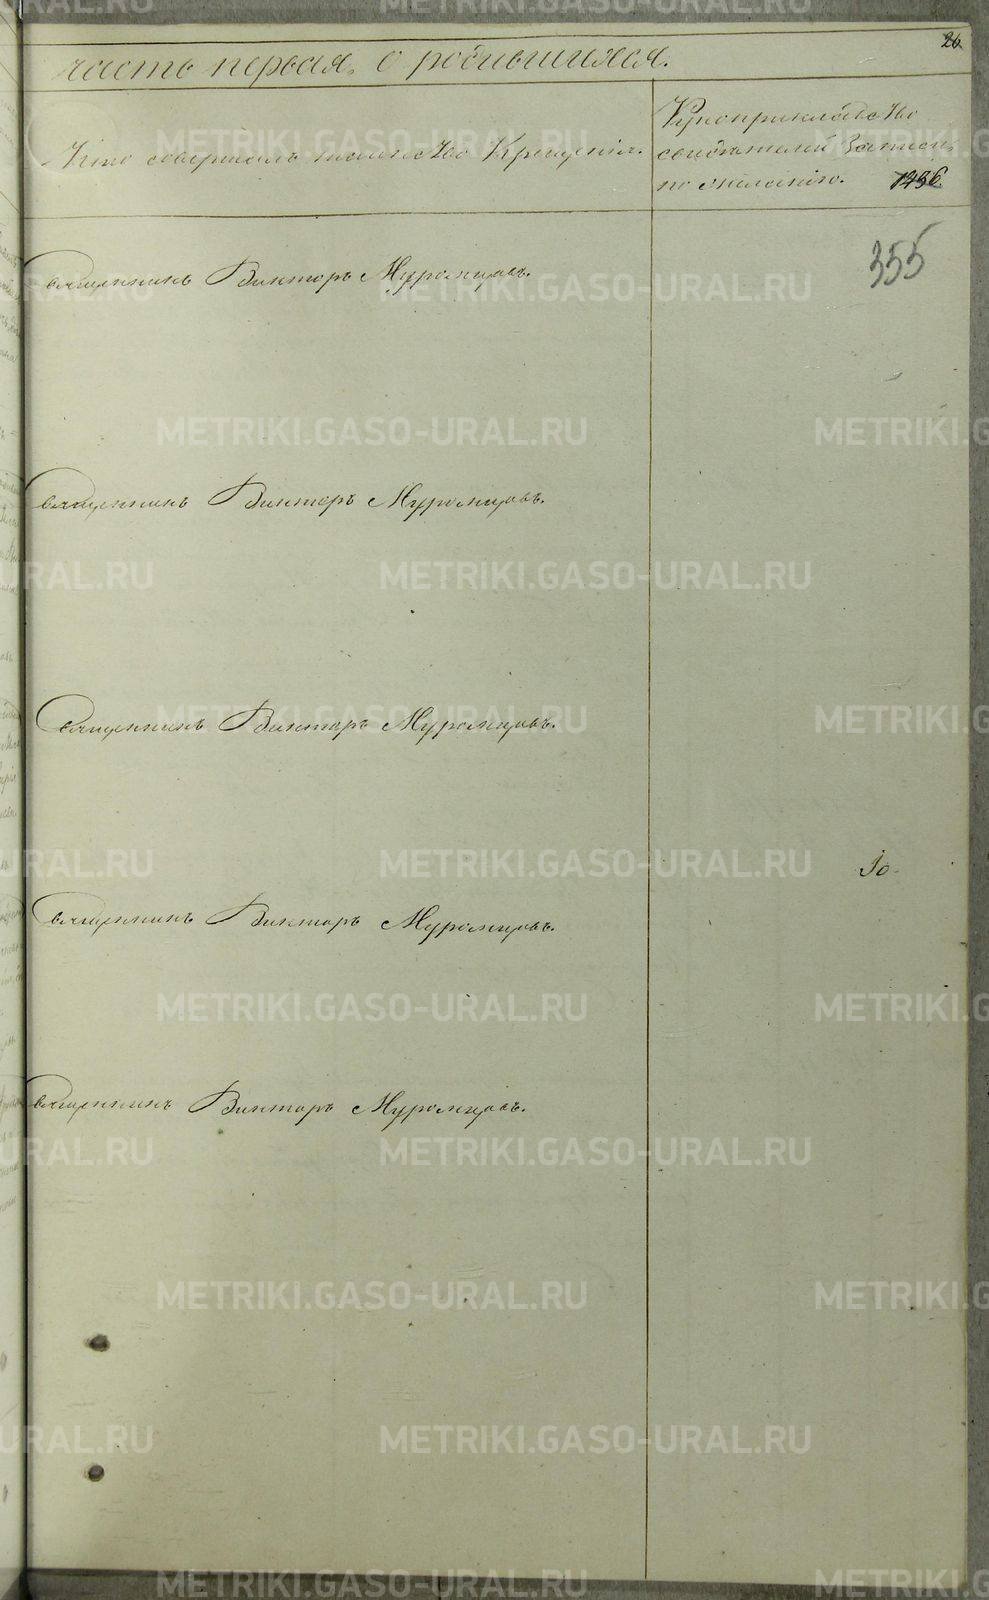 26
часть первая, о родившихся.
Кто совершалъ таинство Крещенія.
Рукоприкладство
свидѣтелей Записи
по желанію.
355
Священникъ Викторъ Муромцовъ.
Священникъ Викторъ Муромцовъ.
Священникъ Викторъ Муромцовъ.
Священникъ Викторъ Муромцовъ.
Священникъ Викторъ Муромцовъ.
METRIKI.GASO-URAL.RU